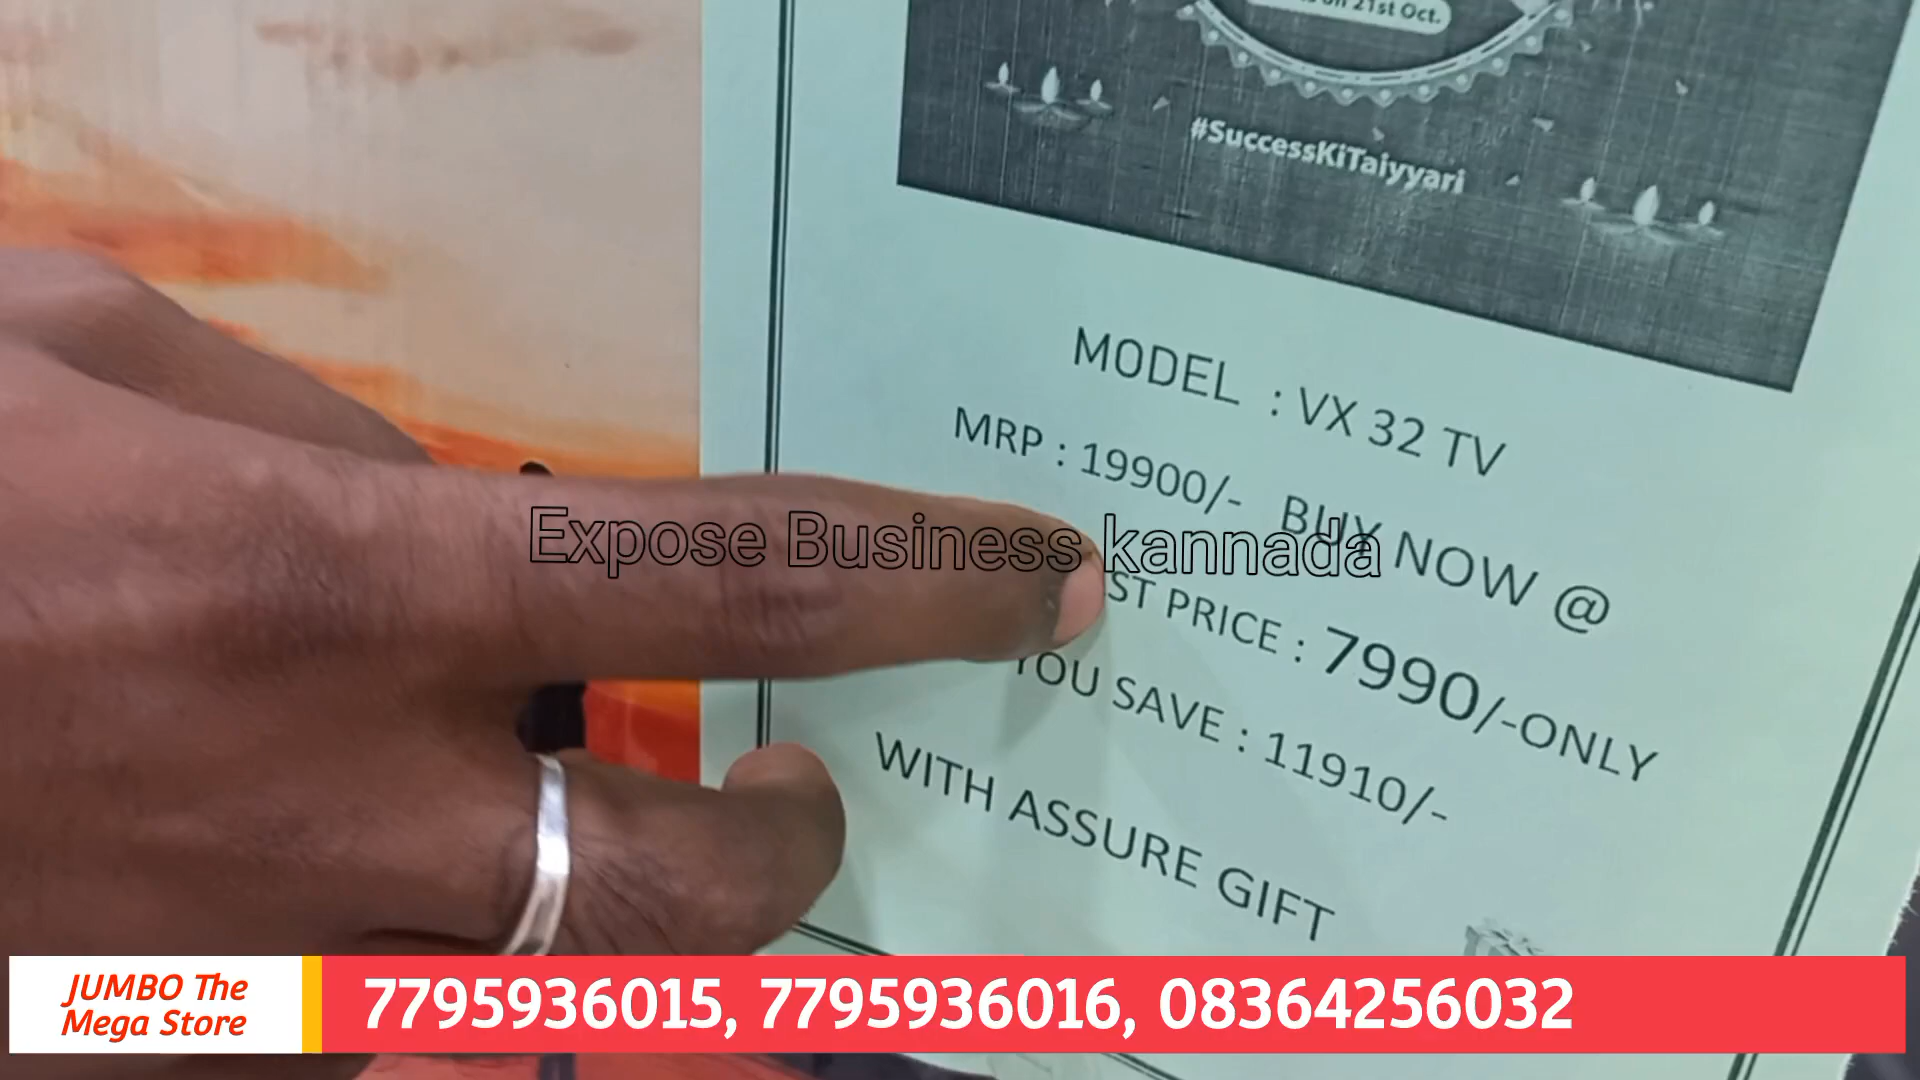 21st Oct.
#SuccessKiTaiyyari
MODEL : VX 32 TV
MRP : 19900/- BUY NOW @
ST PRICE : 7990/-ONLY
YOU SAVE : 11910/-
WITH ASSURE GIFT
Expose Business kannada
JUMBO The
Mega Store
7795936015, 7795936016, 08364256032